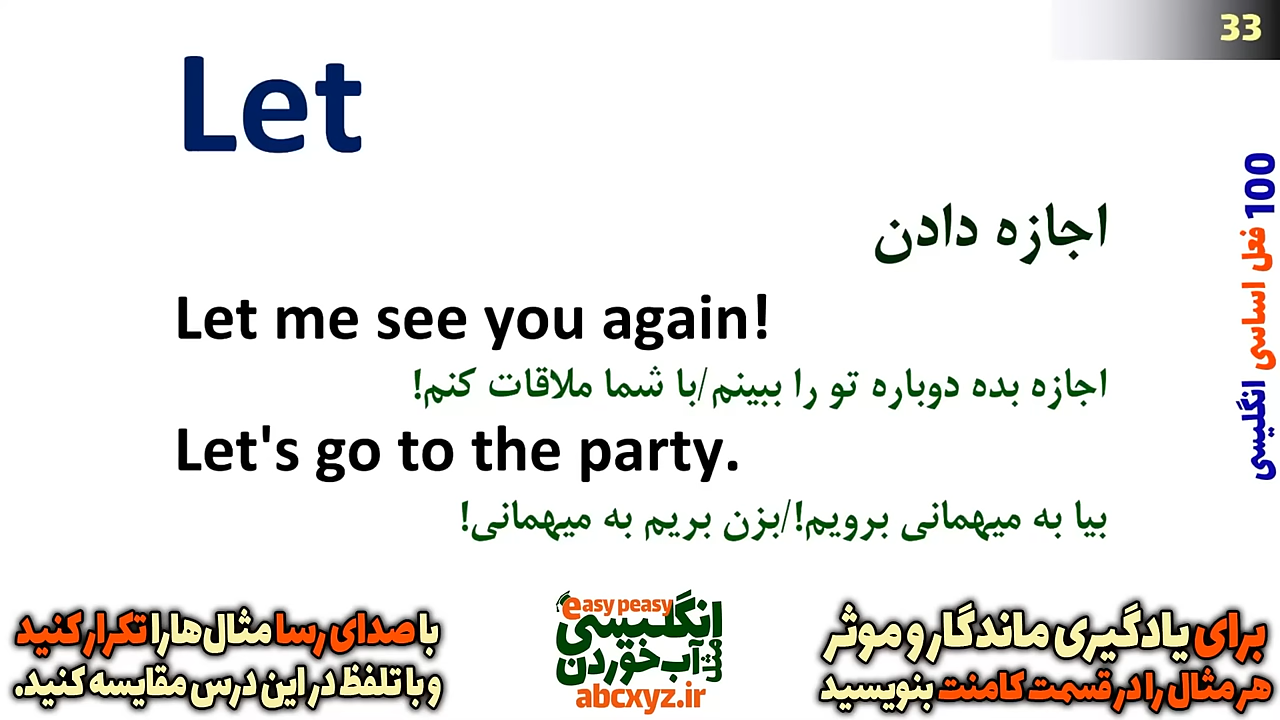 33
Let
اجازه دادن
Let me see you again!
اجازه بده دوباره تو را ببینم/با شما ملاقات کنم!
Let's go to the party.
بیا به میهمانی برویم!/بزن بریم به میهمانی!
100 فعل اساسی انگلیسی
برای یادگیری ماندگار و موثر
هر مثال را در قسمت کامنت بنویسید
easy peasy
انگلیسی
مثل آب خوردن
abcxyz.ir
با صدای رسا مثال‌ها را تکرار کنید
و با تلفظ در این درس مقایسه کنید.